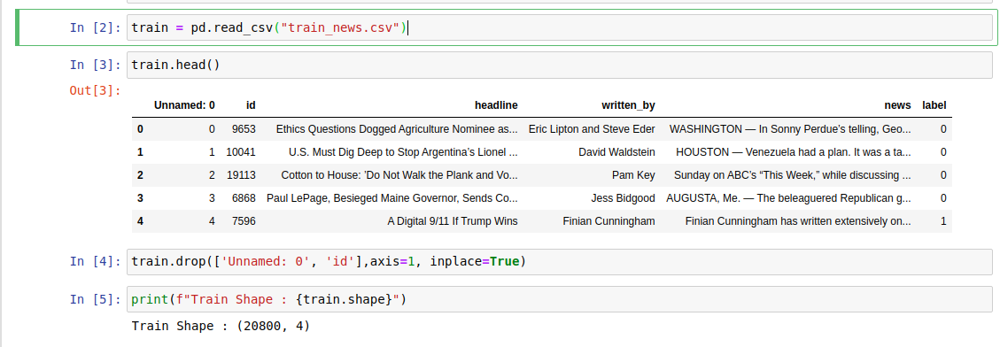 In [2]: train = pd.read_csv("train_news.csv")
In [3]: train.head()
Out[3]:
Unnamed: 0 id headline written_by news label
0 0 9653 Ethics Questions Dogged Agriculture Nominee as... Eric Lipton and Steve Eder WASHINGTON — In Sonny Perdue’s telling, Geo... 0
1 1 10041 U.S. Must Dig Deep to Stop Argentina’s Lionel ... David Waldstein HOUSTON — Venezuela had a plan. It was a ta... 0
2 2 19113 Cotton to House: ’Do Not Walk the Plank and Vo... Pam Key Sunday on ABC’s “This Week,” while discussing ... 0
3 3 6868 Paul LePage, Besieged Maine Governor, Sends Co... Jess Bidgood AUGUSTA, Me. — The beleaguered Republican g... 0
4 4 7596 A Digital 9/11 If Trump Wins Finian Cunningham Finian Cunningham has written extensively on... 1
In [4]: train.drop(['Unnamed: 0', 'id'],axis=1, inplace=True)
In [5]: print(f"Train Shape : {train.shape}")
Train Shape : (20800, 4)